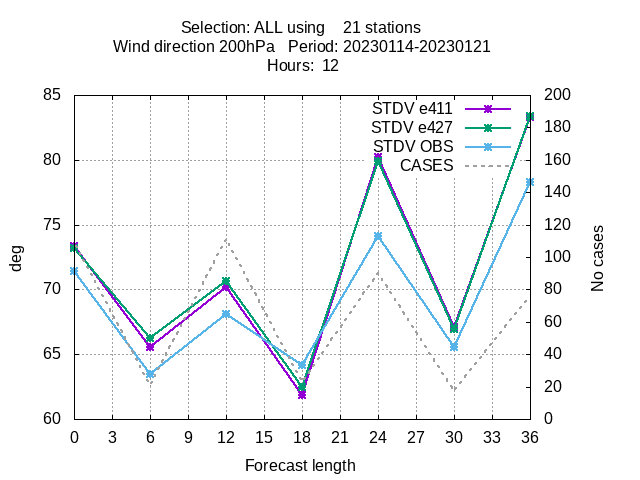 Selection: ALL using    21 stations
Wind direction 200hPa   Period: 20230114-20230121
Hours:  12
85 200
STDV e411
STDV e427 180
STDV OBS
80 CASES 160
140
75 120
deg No cases
100
70 80
60
65 40
20
60 0
0 3 6 9 12 15 18 21 24 27 30 33 36
Forecast length